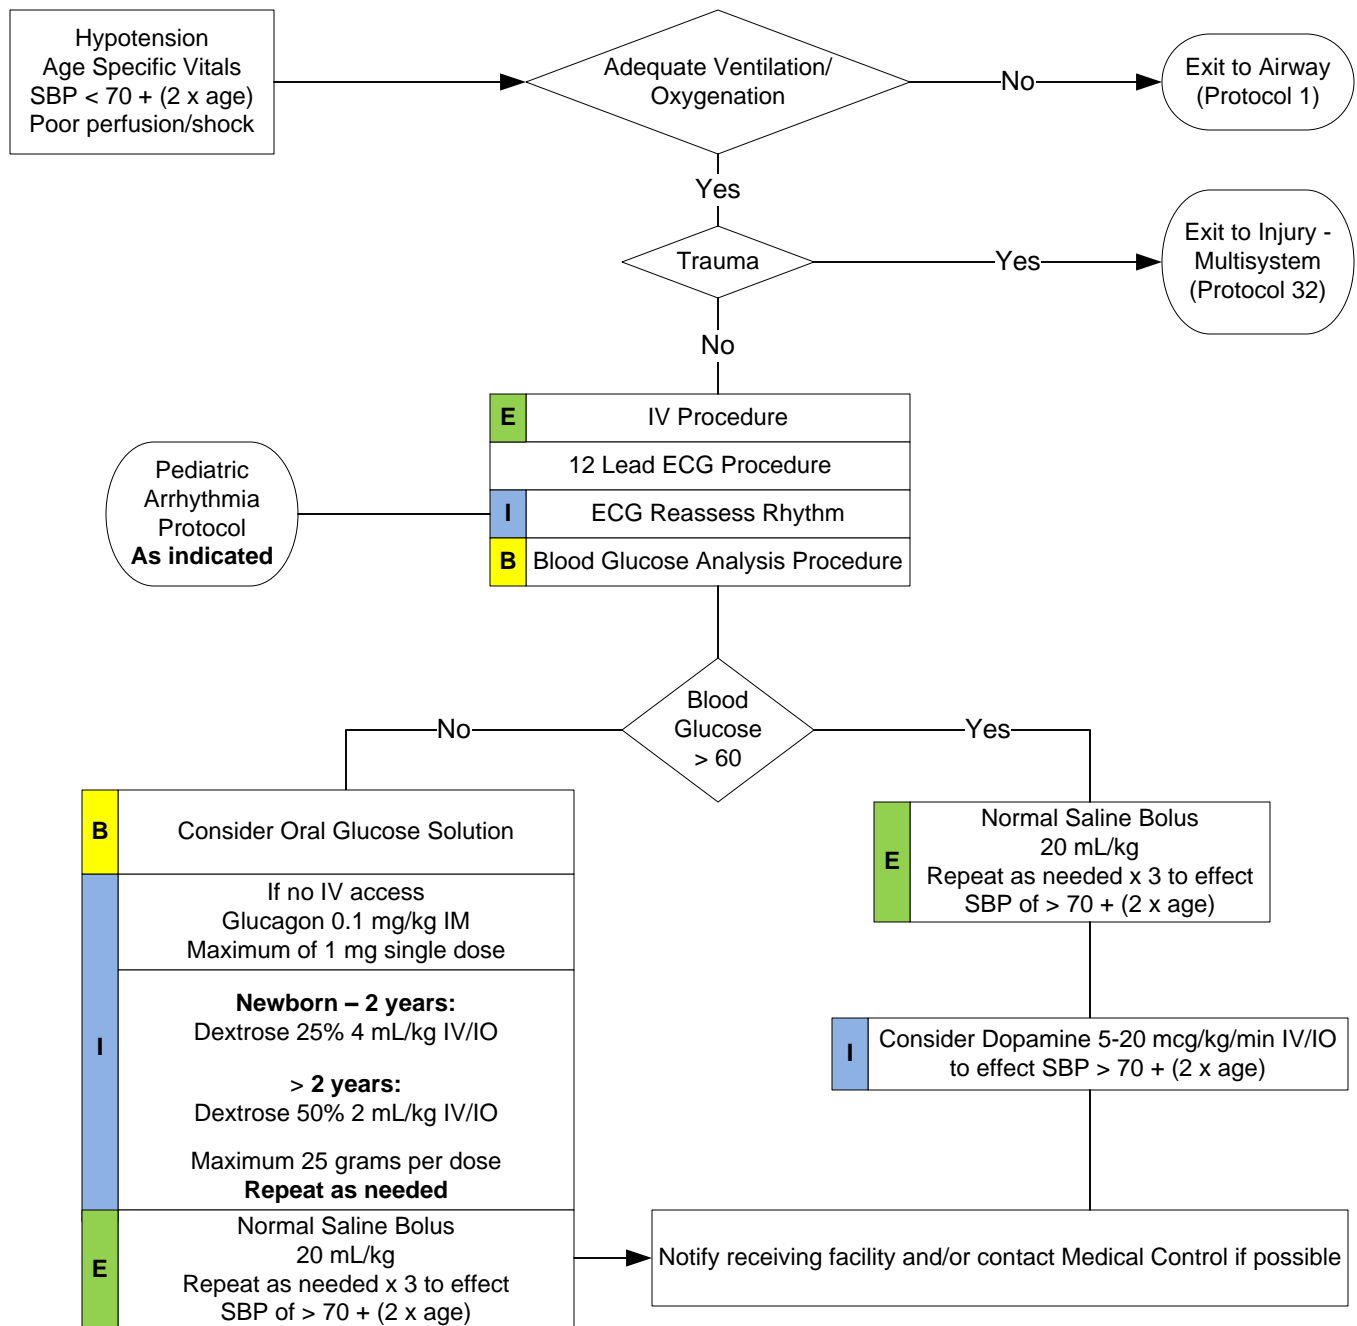 Hypotension
Age Specific Vitals
SBP < 70 + (2 x age)
Poor perfusion/shock
Adequate Ventilation/
Oxygenation
No
Exit to Airway
(Protocol 1)
Yes
Trauma
Yes
Exit to Injury -
Multisystem
(Protocol 32)
No
E
IV Procedure
12 Lead ECG Procedure
Pediatric
Arrhythmia
Protocol
As indicated
I
ECG Reassess Rhythm
B
Blood Glucose Analysis Procedure
Blood
Glucose
> 60
No
Yes
B
Consider Oral Glucose Solution
I
If no IV access
Glucagon 0.1 mg/kg IM
Maximum of 1 mg single dose
Newborn – 2 years:
Dextrose 25% 4 mL/kg IV/IO
> 2 years:
Dextrose 50% 2 mL/kg IV/IO
Maximum 25 grams per dose
Repeat as needed
E
Normal Saline Bolus
20 mL/kg
Repeat as needed x 3 to effect
SBP of > 70 + (2 x age)
E
Normal Saline Bolus
20 mL/kg
Repeat as needed x 3 to effect
SBP of > 70 + (2 x age)
I
Consider Dopamine 5-20 mcg/kg/min IV/IO
to effect SBP > 70 + (2 x age)
Notify receiving facility and/or contact Medical Control if possible